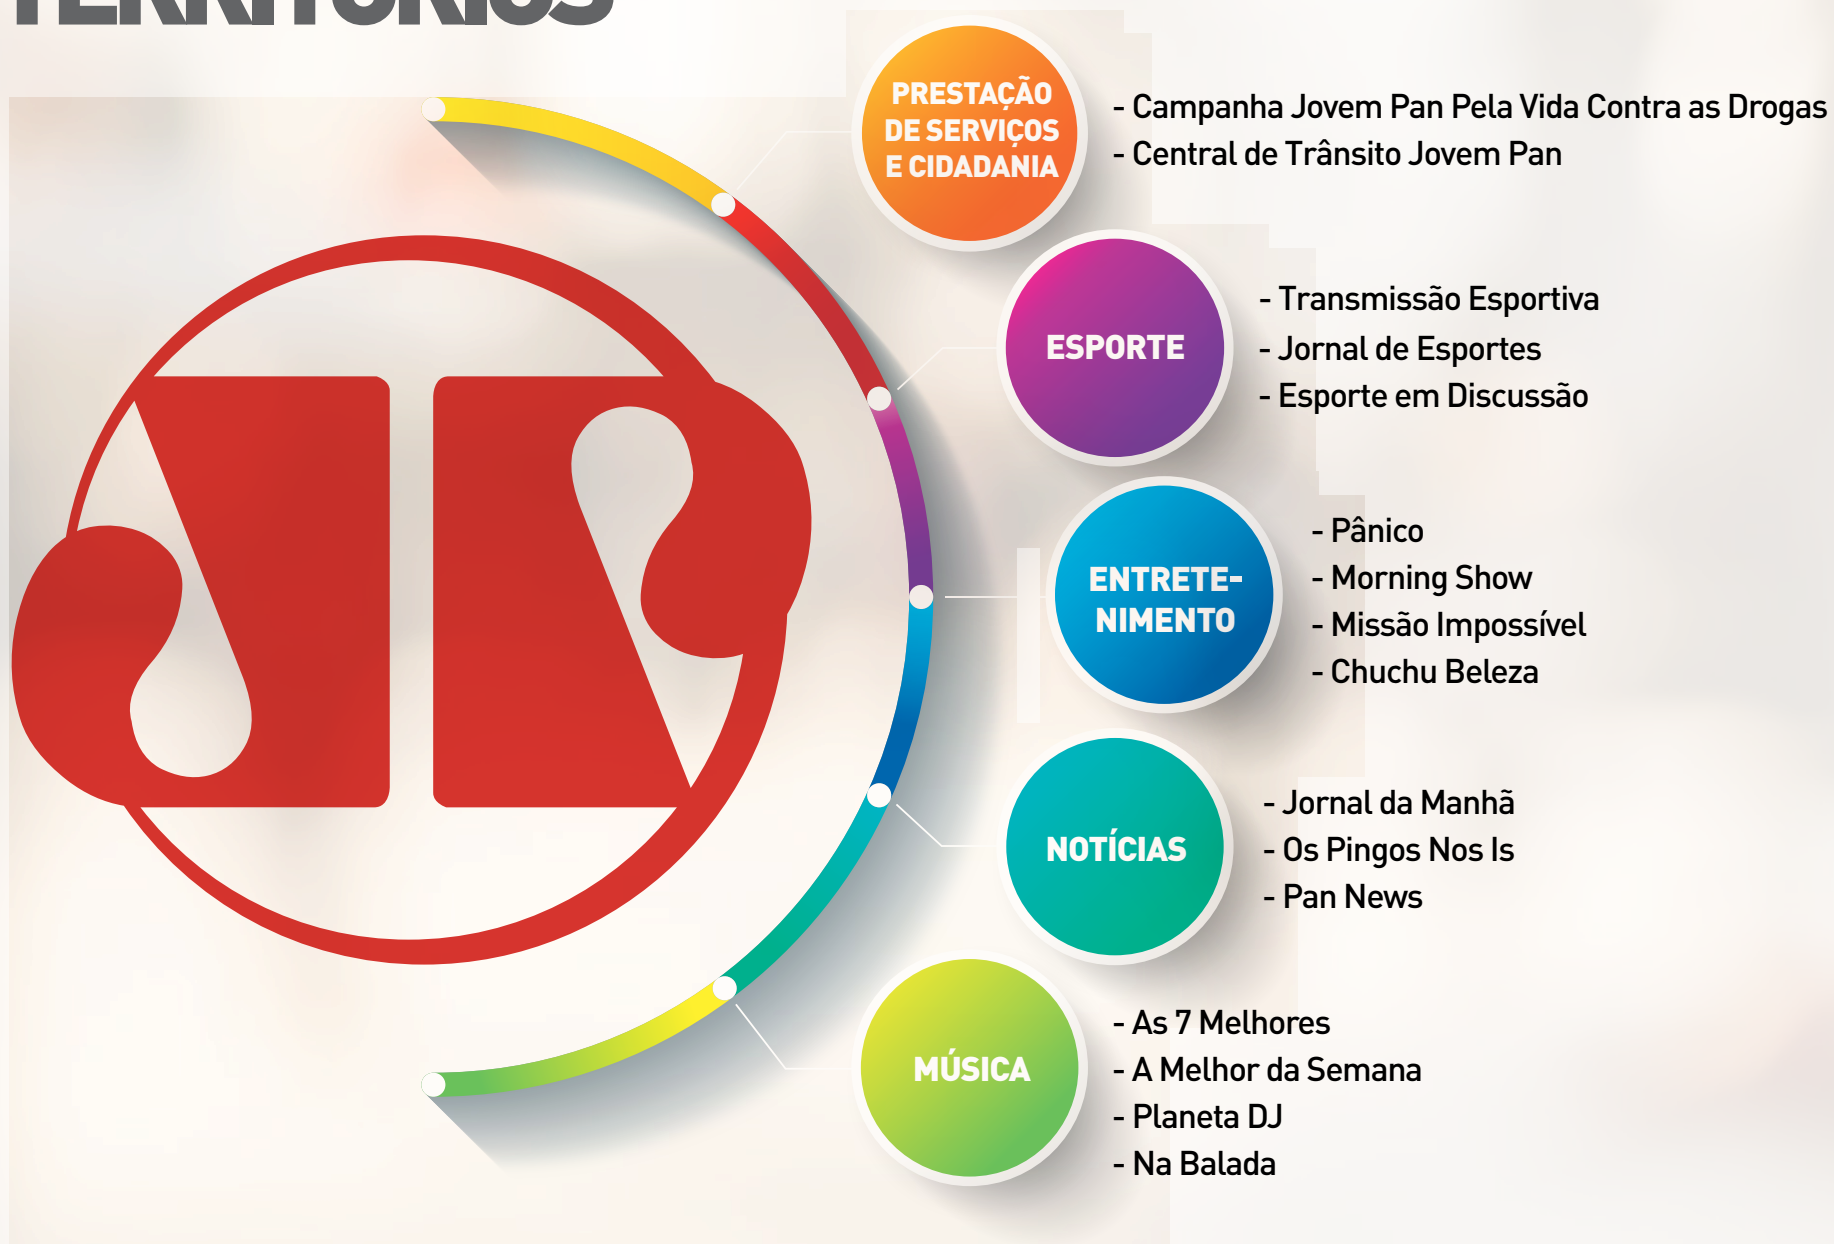 TERRITÓRIOS
PRESTAÇÃO
DE SERVIÇOS
E CIDADANIA
- Campanha Jovem Pan Pela Vida Contra as Drogas
- Central de Trânsito Jovem Pan
ESPORTE
- Transmissão Esportiva
- Jornal de Esportes
- Esporte em Discussão
ENTRETE-
NIMENTO
- Pânico
- Morning Show
- Missão Impossível
- Chuchu Beleza
NOTÍCIAS
- Jornal da Manhã
- Os Pingos Nos Is
- Pan News
MÚSICA
- As 7 Melhores
- A Melhor da Semana
- Planeta DJ
- Na Balada